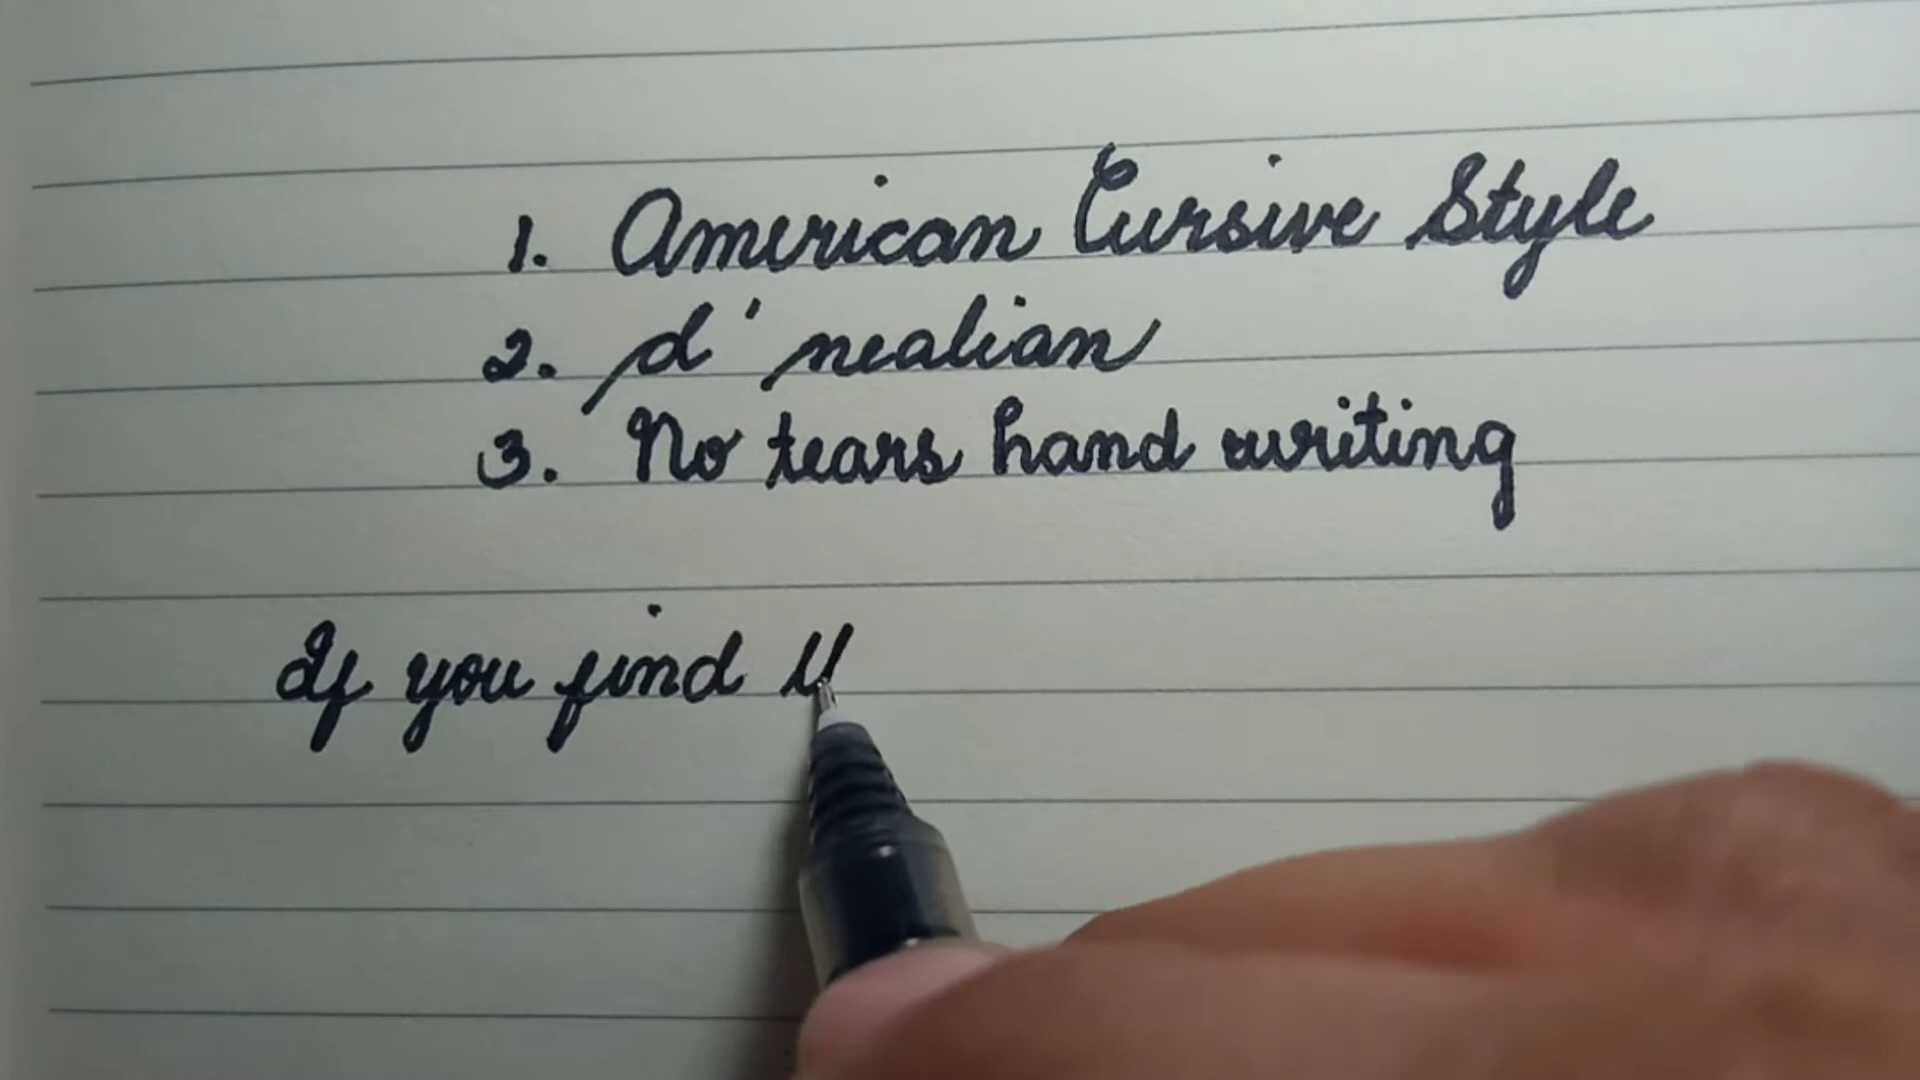 1. American Cursive Style
2. d'nealian
3. No tears hand writing
If you find